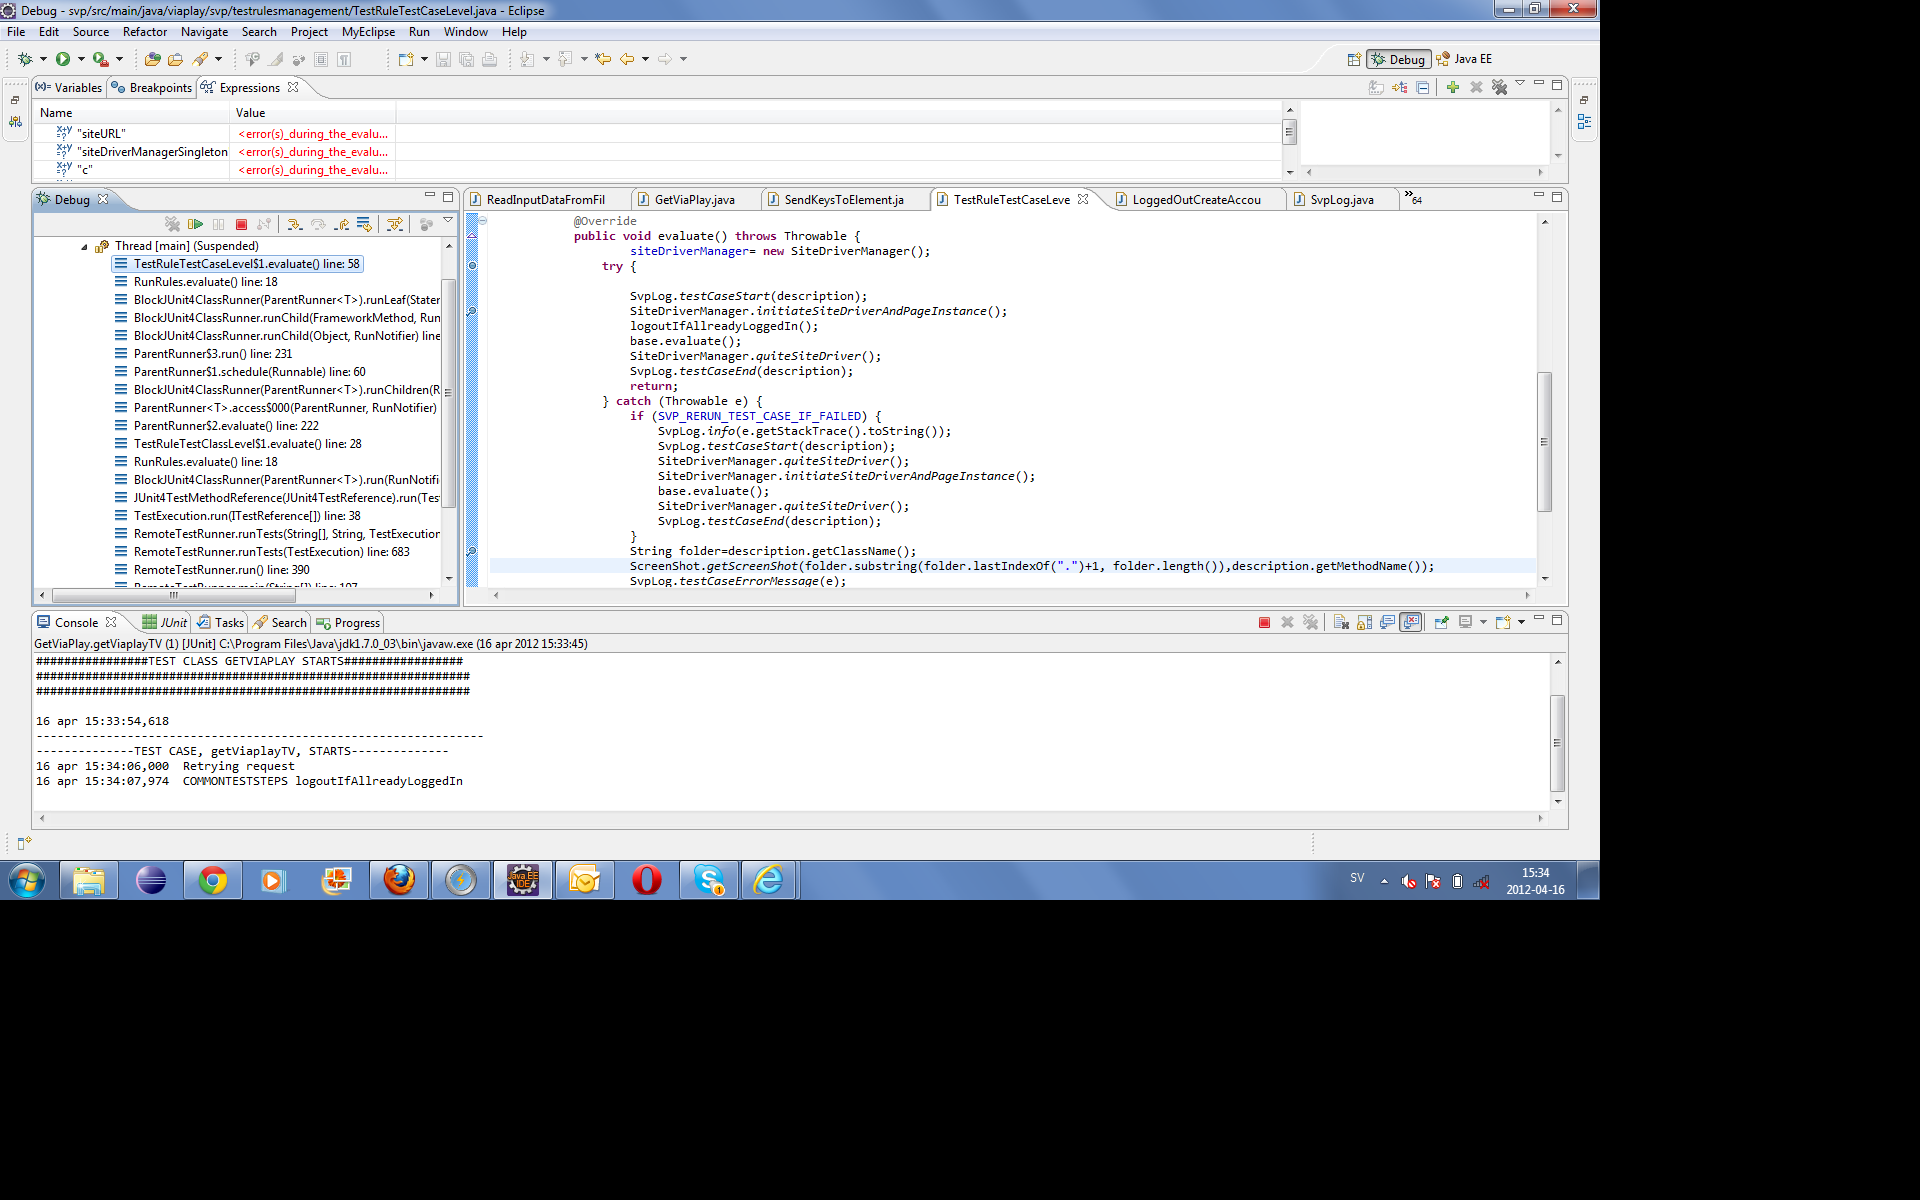 Debug - svp/src/main/java/viaplay/svp/testrulesmanagement/TestRuleTestCaseLevel.java - Eclipse
File Edit Source Refactor Navigate Search Project MyEclipse Run Window Help
Debug Java EE
(x)= Variables Breakpoints Expressions
Name Value
"siteURL" <error(s)_during_the_evalu...
"siteDriverManagerSingleton <error(s)_during_the_evalu...
"c" <error(s)_during_the_evalu...
Debug
Thread [main] (Suspended)
TestRuleTestCaseLevel$1.evaluate() line: 58
RunRules.evaluate() line: 18
BlockJUnit4ClassRunner(ParentRunner<T>).runLeaf(Stater
BlockJUnit4ClassRunner.runChild(FrameworkMethod, Run
BlockJUnit4ClassRunner.runChild(Object, RunNotifier) line
ParentRunner$3.run() line: 231
ParentRunner$1.schedule(Runnable) line: 60
BlockJUnit4ClassRunner(ParentRunner<T>).runChildren(R
ParentRunner<T>.access$000(ParentRunner, RunNotifier)
ParentRunner$2.evaluate() line: 222
TestRuleTestClassLevel$1.evaluate() line: 28
RunRules.evaluate() line: 18
BlockJUnit4ClassRunner(ParentRunner<T>).run(RunNotifi
JUnit4TestMethodReference(JUnit4TestReference).run(Tes
TestExecution.run(ITestReference[]) line: 38
RemoteTestRunner.runTests(String[], String, TestExecution
RemoteTestRunner.runTests(TestExecution) line: 683
RemoteTestRunner.run() line: 390
RemoteTestRunner.main(String[]) line: 197
ReadInputDataFromFil GetViaPlay.java SendKeysToElement.ja TestRuleTestCaseLeve LoggedOutCreateAccou SvpLog.java »64
@Override
public void evaluate() throws Throwable {
siteDriverManager= new SiteDriverManager();
try {
SvpLog.testCaseStart(description);
SiteDriverManager.initiateSiteDriverAndPageInstance();
logoutIfAllreadyLoggedIn();
base.evaluate();
SiteDriverManager.quiteSiteDriver();
SvpLog.testCaseEnd(description);
return;
} catch (Throwable e) {
if (SVP_RERUN_TEST_CASE_IF_FAILED) {
SvpLog.info(e.getStackTrace().toString());
SvpLog.testCaseStart(description);
SiteDriverManager.quiteSiteDriver();
SiteDriverManager.initiateSiteDriverAndPageInstance();
base.evaluate();
SiteDriverManager.quiteSiteDriver();
SvpLog.testCaseEnd(description);
}
String folder=description.getClassName();
ScreenShot.getScreenShot(folder.substring(folder.lastIndexOf(".")+1, folder.length()),description.getMethodName());
SvpLog.testCaseErrorMessage(e);
Console JUnit Tasks Search Progress
GetViaPlay.getViaplayTV (1) [JUnit] C:\Program Files\Java\jdk1.7.0_03\bin\javaw.exe (16 apr 2012 15:33:45)
################TEST CLASS GETVIAPLAY STARTS#################
##############################################################
##############################################################
16 apr 15:33:54,618
----------------------------------------------------------------
--------------TEST CASE, getViaplayTV, STARTS--------------
16 apr 15:34:06,000 Retrying request
16 apr 15:34:07,974 COMMONTESTSTEPS logoutIfAllreadyLoggedIn
Java EE
IDE
SV
15:34
2012-04-16